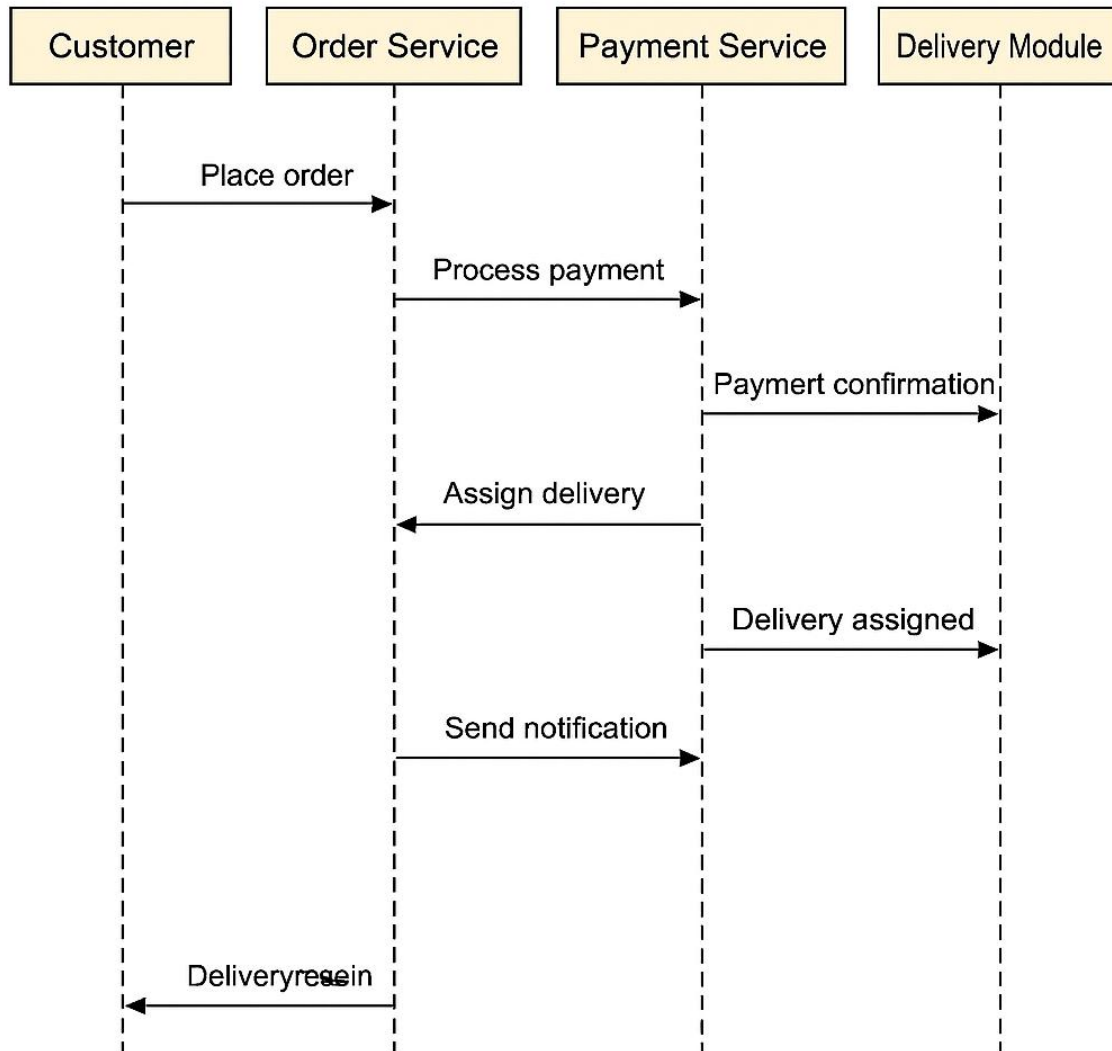 Customer
Order Service
Payment Service
Delivery Module
Place order
Process payment
Paymert confirmation
Assign delivery
Delivery assigned
Send notification